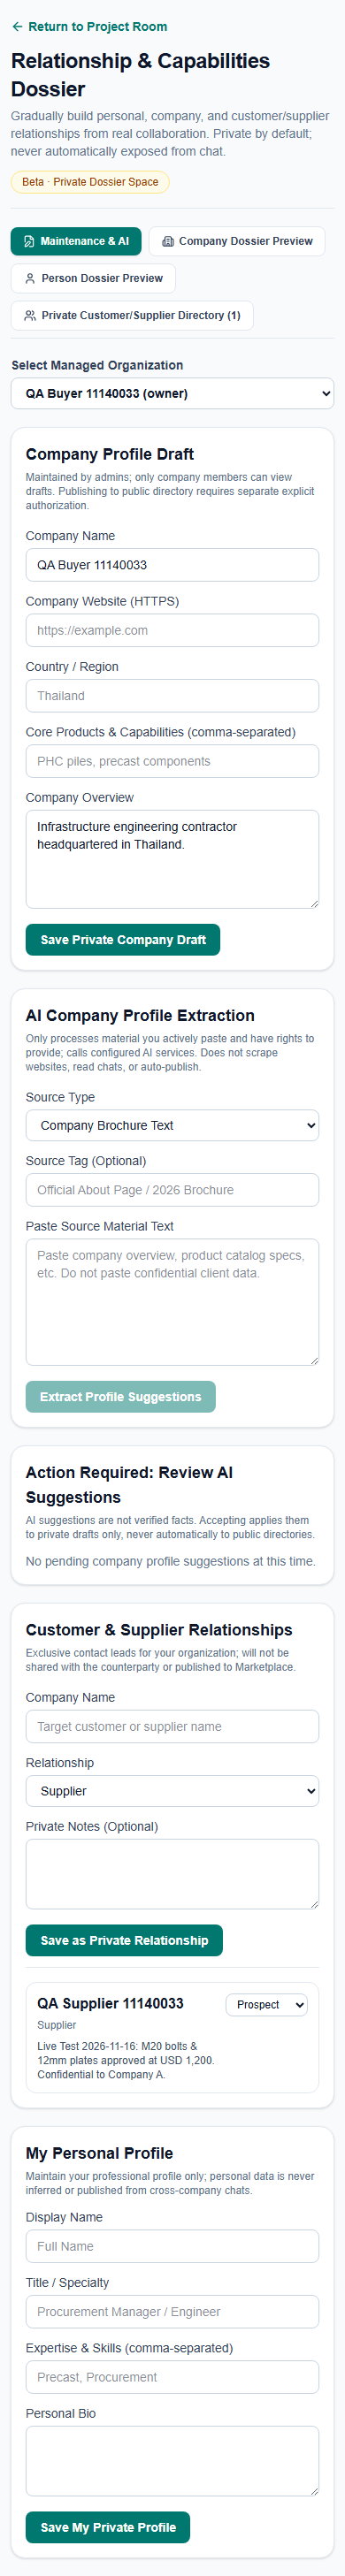 ← Return to Project Room
Relationship & Capabilities
Dossier
Gradually build personal, company, and customer/supplier
relationships from real collaboration. Private by default;
never automatically exposed from chat.
Beta · Private Dossier Space
Maintenance & AI
Company Dossier Preview
Person Dossier Preview
Private Customer/Supplier Directory (1)
Select Managed Organization
QA Buyer 11140033 (owner)
Company Profile Draft
Maintained by admins; only company members can view
drafts. Publishing to public directory requires separate explicit
authorization.
Company Name
QA Buyer 11140033
Company Website (HTTPS)
https://example.com
Country / Region
Thailand
Core Products & Capabilities (comma-separated)
PHC piles, precast components
Company Overview
Infrastructure engineering contractor
headquartered in Thailand.
Save Private Company Draft
AI Company Profile Extraction
Only processes material you actively paste and have rights to
provide; calls configured AI services. Does not scrape
websites, read chats, or auto-publish.
Source Type
Company Brochure Text
Source Tag (Optional)
Official About Page / 2026 Brochure
Paste Source Material Text
Paste company overview, product catalog specs,
etc. Do not paste confidential client data.
Extract Profile Suggestions
Action Required: Review AI
Suggestions
AI suggestions are not verified facts. Accepting applies them
to private drafts only, never automatically to public directories.
No pending company profile suggestions at this time.
Customer & Supplier Relationships
Exclusive contact leads for your organization; will not be
shared with the counterparty or published to Marketplace.
Company Name
Target customer or supplier name
Relationship
Supplier
Private Notes (Optional)
Save as Private Relationship
QA Supplier 11140033
Prospect
Supplier
Live Test 2026-11-16: M20 bolts &
12mm plates approved at USD 1,200.
Confidential to Company A.
My Personal Profile
Maintain your professional profile only; personal data is never
inferred or published from cross-company chats.
Display Name
Full Name
Title / Specialty
Procurement Manager / Engineer
Expertise & Skills (comma-separated)
Precast, Procurement
Personal Bio
Save My Private Profile